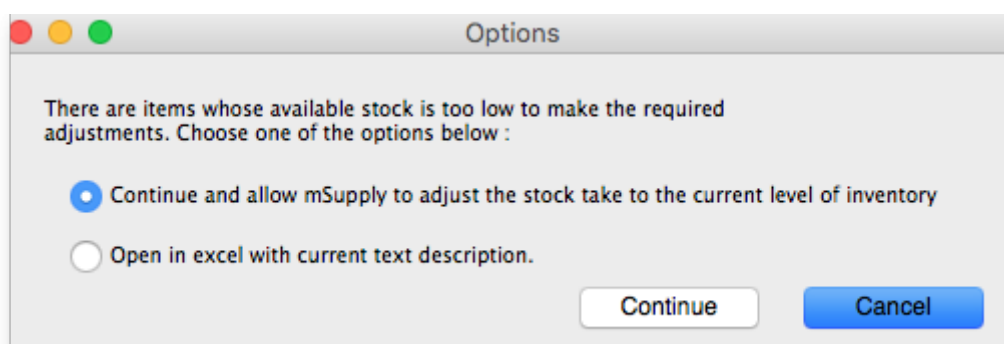 Options
There are items whose available stock is too low to make the required
adjustments. Choose one of the options below :
Continue and allow mSupply to adjust the stock take to the current level of inventory
Open in excel with current text description.
Continue
Cancel